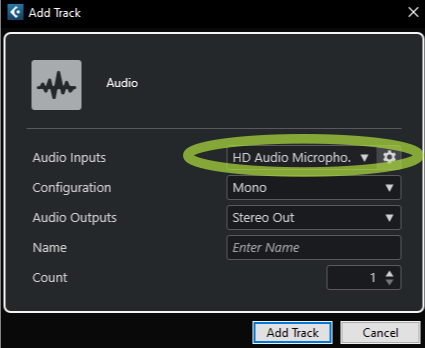 Add Track
Audio
Audio Inputs HD Audio Micropho.
Configuration Mono
Audio Outputs Stereo Out
Name Enter Name
Count 1
Add Track Cancel